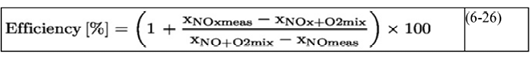 Efficiency [%] = (1 + (xNOxmeas − xNOx+O2mix) / (xNO+O2mix − xNOmeas)) × 100 (6-26)